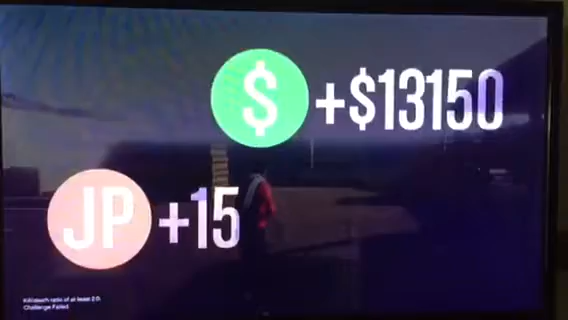 $ +$13150
JP +15
Kill/death ratio of at least 2.0.
Challenge Failed